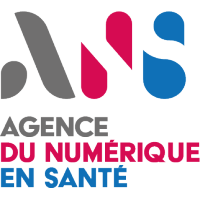 ANS
AGENCE
DU NUMÉRIQUE
EN SANTÉ